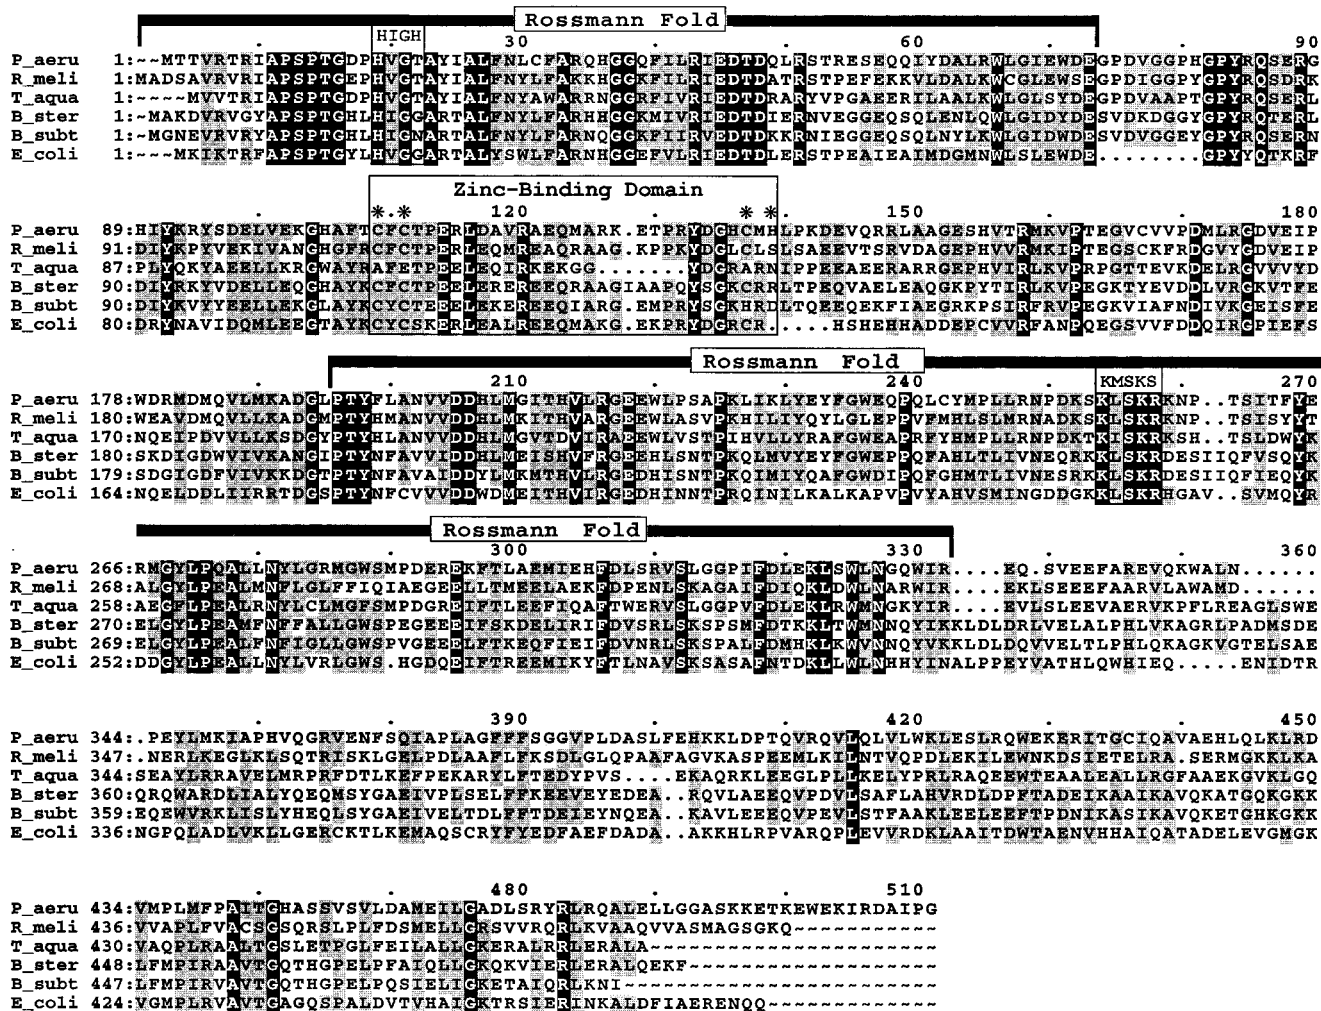 Rossmann Fold
HIGH
. 30 . . 60 . . 90
P_aeru 1:~~MTTVRTRIAPSPTGDPHVGTAYIALFNLCFARQHGGQFILRIEDTDQLRSTRESEQQIYDALRWLGIEWDEGPDVGGPHGPYRQSERG
R_meli 1:MADSAVRVRIAPSPTGEPHVGTAYIALFNYLFAKKHGGKFILRIEDTDATRSTPEFEKKVLDALKWCGLEWSEGPDIGGPYGPYRQSDRK
T_aqua 1:~~~~MVVTRIAPSPTGDPHVGTAYIALFNYAWARRNGGRFIVRIEDTDRARYVPGAEERILAALKWLGLSYDEGPDVAAPTGPYRQSERL
B_ster 1:~MAKDVRVGYAPSPTGHLHIGGARTALFNYLFARHHGGKMIVRIEDTDIERNVEGGEQSQLENLQWLGIDYDESVDKDGGYGPYRQTERL
B_subt 1:~MGNEVRVRYAPSPTGHLHIGNARTALFNYLFARNQGGKFIIRVEDTDKKRNIEGGEQSQLNYLKWLGIDWDESVDVGGEYGPYRQSERN
E_coli 1:~~~MKIKTRFAPSPTGYLHVGGARTALYSWLFARNHGGEFVLRIEDTDLERSTPEAIEAIMDGMNWLSLEWDE........GPYYQTKRF
Zinc-Binding Domain
. *.* 120 . ** . 150 . . 180
P_aeru 89:HIYKRYSDELVEKGHAFTCFCTPERLDAVRAEQMARK.ETPRYDGHCMHLPKDEVQRRLAAGESHVTRMKVPTEGVCVVPDMLRGDVEIP
R_meli 91:DIYKPYVEKIVANGHGFRCFCTPERLEQMREAQRAAG.KPPKYDGLCLSLSAEEVTSRVDAGEPHVVRMKIPTEGSCKFRDGVYGDVEIP
T_aqua 87:PLYQKYAEELLKRGWAYRAFETPEELEQIRKEKGG.......YDGRARNIPPEEAEERARRGEPHVIRLKVPRPGTTEVKDELRGVVVYD
B_ster 90:DIYRKYVDELLEQGHAYKCFCTPEELEREREEQRAAGIAAPQYSGKCRRLTPEQVAELEAQGKPYTIRLKVPEGKTYEVDDLVRGKVTFE
B_subt 90:DIYKVYYEELLEKGLAYKCYCTEEELEKEREEQIARG.EMPRYSGKHRDLTQEEQEKFIAEGRKPSIRFRVPEGKVIAFNDIVKGEISFE
E_coli 80:DRYNAVIDQMLEEGTAYKCYCSKERLEALREEQMAKG.EKPRYDGRCR....HSHEHHADDEPCVVRFANPQEGSVVFDDQIRGPIEFS
Rossmann Fold
. . 210 . . 240 KMSKS . 270
P_aeru 178:WDRMDMQVLMKADGLPTYFLANVVDDHLMGITHVLRGEEWLPSAPKLIKLYEYFGWEQPQLCYMPLLRNPDKSKLSKRKNP..TSITFYE
R_meli 180:WEAVDMQVLLKSDGMPTYHMANVVDDHLMKITHVARGEEWLASVPKHILIYQYLGLEPPVFMHLSLMRNADKSKLSKRKNP..TSISYYT
T_aqua 170:NQEIPDVVLLKSDGYPTYHLANVVDDHLMGVTDVIRAEEWLVSTPIHVLLYRAFGWEAPRFYHMPLLRNPDKTKISKRKSH..TSLDWYK
B_ster 180:SKDIGDWVIVKANGIPTYNFAVVIDDHLMEISHVFRGEEHLSNTPKQLMVYEYFGWEPPQFAHLTLIVNEQRKKLSKRDESIIQFVSQYK
B_subt 179:SDGIGDFVIVKKDGTPTYNFAVAIDDYLMKMTHVLRGEDHISNTPKQIMIYQAFGWDIPQFGHMTLIVNESRKKLSKRDESIIQFIEQYK
E_coli 164:NQELDDLIIRRTDGSPTYNFCVVVDDWDMEITHVIRGEDHINNTPRQINILKALKAPVPVYAHVSMINGDDGKKLSKRHGAV..SVMQYR
Rossmann Fold
. . 300 . . 330 . . 360
P_aeru 266:RMGYLPQALLNYLGRMGWSMPDEREKFTLAEMIEHFDLSRVSLGGPIFDLEKLSWLNGQWIR....EQ.SVEEFAREVQKWALN.
R_meli 268:ALGYLPEALMNFLGLFFIQIAEGEELLTMEELAEKFDPENLSKAGAIFDIQKLDWLNARWIR....EKLSEEEFAARVLAWAMD.
T_aqua 258:AEGFLPEALRNYLCLMGFSMPDGREIFTLEEFIQAFTWERVSLGGPVFDLEKLRWMNGKYIR....EVLSLEEVAERVKPFLREAGLSWE
B_ster 270:ELGYLPEAMFNFFALLGWSPEGEEEIFSKDELIRIFDVSRLSKSPSMFDTKKLTWMNNQYIKKLDLDRLVELALPHLVKAGRLPADMSDE
B_subt 269:ELGYLPEALFNFIGLLGWSPVGEEELFTKEQFIEIFDVNRLSKSPALFDMHKLKWVNNQYVKKLDLDQVVELTLPHLQKAGKVGTELSAE
E_coli 252:DDGYLPEALLNYLVRLGWS.HGDQEIFTREEMIKYFTLNAVSKSASAFNTDKLLWLNHHYINALPPEYVATHLQWHIEQ....ENIDTR
. . 390 . . 420 . . 450
P_aeru 344:.PEYLMKIAPHVQGRVENFSQIAPLAGFFFSGGVPLDASLFEHKKLDPTQVRQVLQLVLWKLESLRQWEKERITGCIQAVAEHLQLKLRD
R_meli 347:.NERLKEGLKLSQTRISKLGELPDLAAFLFKSDLGLQPAAFAGVKASPEEMLKILNTVQPDLEKILEWNKDSIETELRA.SERMGKKLKA
T_aqua 344:SEAYLRRAVELMRPRFDTLKEFPEKARYLFTEDYPVS...EKAQRKLEEGLPLLKELYPRLRAQEEWTEAALEALLRGFAAEKGVKLGQ
B_ster 360:QRQWARDLIALYQEQMSYGAEIVPLSELFFKEEVEYEDEA..RQVLAEEQVPDVLSAFLAHVRDLDPFTADEIKAAIKAVQKATGQKGKK
B_subt 359:EQEWVRKLISLYHEQLSYGAEIVELTDLFFTDEIEYNQEA..KAVLEEEQVPEVLSTFAAKLEELEEFTPDNIKASIKAVQKETGHKGKK
E_coli 336:NGPQLADLVKLLGERCKTLKEMAQSCRYFYEDFAEFDADA..AKKHLRPVARQPLEVVRDKLAAITDWTAENVHHAIQATADELEVGMGK
. . 480 . . 510
P_aeru 434:VMPLMFPAITGHASSVSVLDAMEILGADLSRYRLRQALELLGGASKKETKEWEKIRDAIPG
R_meli 436:VVAPLFVACSGSQRSLPLFDSMELLGRSVVRQRLKVAAQVVASMAGSGKQ~~~~~~~~~~~
T_aqua 430:VAQPLRAALTGSLETPGLFEILALLGKERALRRLERALA~~~~~~~~~~~~~~~~~~~~~~
B_ster 448:LFMPIRAAVTGQTHGPELPFAIQLLGKQKVIERLERALQEKF~~~~~~~~~~~~~~~~~~~
B_subt 447:LFMPIRAAVTGQTHGPELPQSIELIGKETAIQRLKNI~~~~~~~~~~~~~~~~~~~~~~~~
E_coli 424:VGMPLRVAVTGAGQSPALDVTVHAIGKTRSIERINKALDFIAERENQQ~~~~~~~~~~~~~